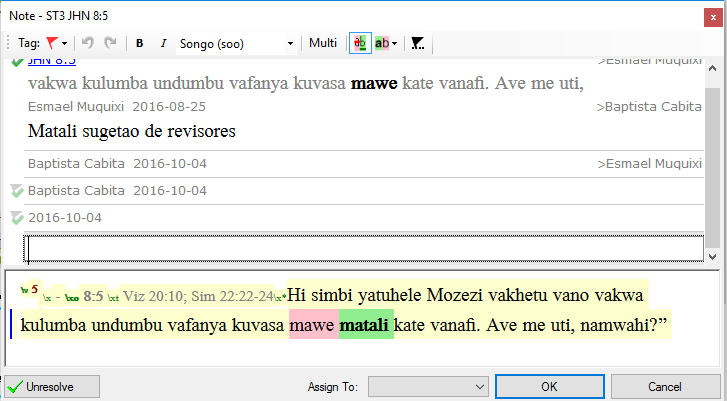 Note - ST3 JHN 8:5
x
Tag: B I Songo (soo) Multi ab ab
JHN 8:5 >Esmael Muquixi
vakwa kulumba undumbu vafanya kuvasa mawe kate vanafi. Ave me uti,
Esmael Muquixi 2016-08-25 >Baptista Cabita
Matali sugetao de revisores
Baptista Cabita 2016-10-04 >Esmael Muquixi
Baptista Cabita 2016-10-04
2016-10-04
\v 5 \x - \xo 8:5 \xt Viz 20:10; Sim 22:22-24\x*Hi simbi yatuhele Mozezi vakhetu vano vakwa
kulumba undumbu vafanya kuvasa mawe matali kate vanafi. Ave me uti, namwahi?”
Unresolve Assign To: OK Cancel